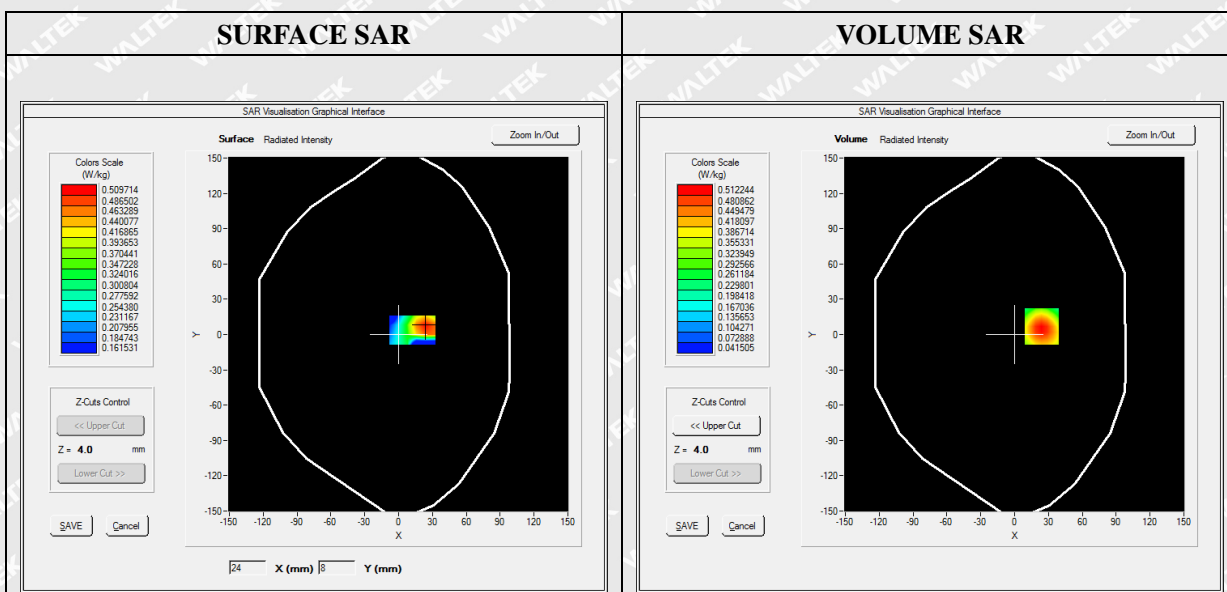 SURFACE SAR
VOLUME SAR
SAR Visualisation Graphical Interface
Surface Radiated Intensity
Zoom In/Out
Colors Scale
(W/kg)
0.509714
0.486502
0.463289
0.440077
0.416865
0.393653
0.370441
0.347228
0.324016
0.300804
0.277592
0.254380
0.231167
0.207955
0.184743
0.161531
150
120
90
60
30
0
-30
-60
-90
-120
-150
Y
-150 -120 -90 -60 -30 0 30 60 90 120 150
X
Z-Cuts Control
<< Upper Cut
Z = 4.0 mm
Lower Cut >>
SAVE Cancel
24 X (mm) 8 Y (mm)
SAR Visualisation Graphical Interface
Volume Radiated Intensity
Zoom In/Out
Colors Scale
(W/kg)
0.512244
0.480862
0.449479
0.418097
0.386714
0.355331
0.323949
0.292566
0.261184
0.229801
0.198418
0.167036
0.135653
0.104271
0.072888
0.041505
150
120
90
60
30
0
-30
-60
-90
-120
-150
Y
-150 -120 -90 -60 -30 0 30 60 90 120 150
X
Z-Cuts Control
<< Upper Cut
Z = 4.0 mm
Lower Cut >>
SAVE Cancel
WALTEK